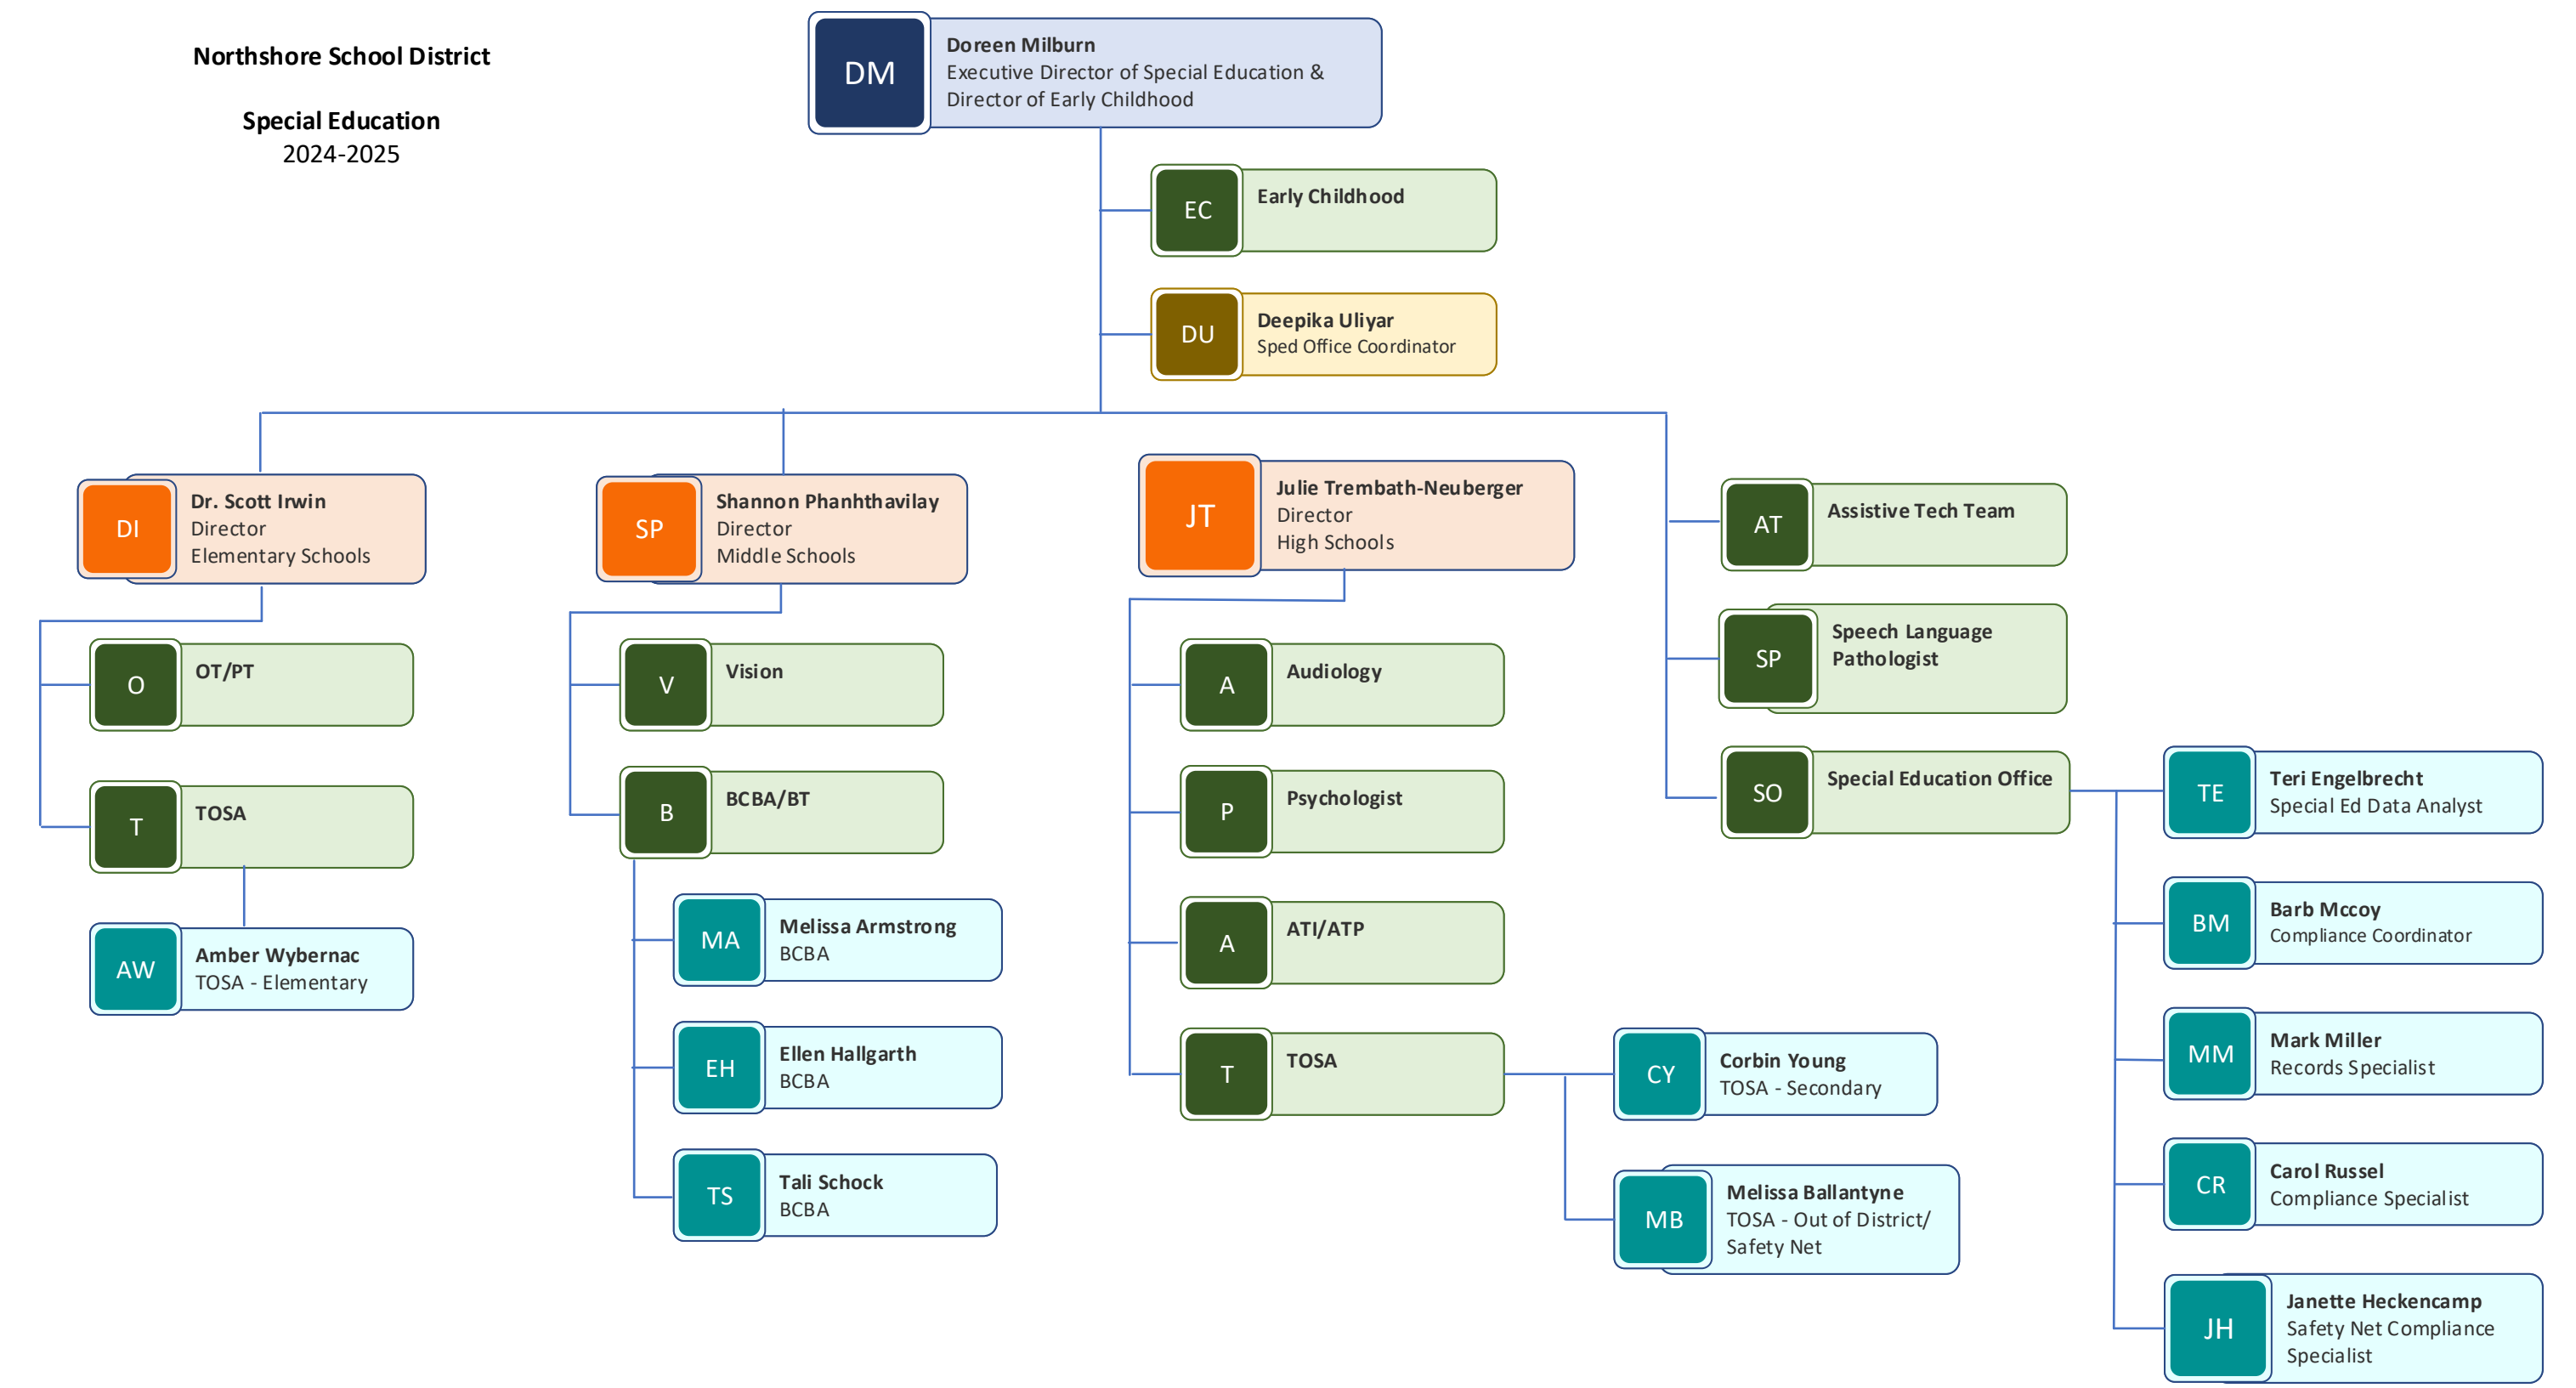 Northshore School District
Special Education
2024-2025
DM
Doreen Milburn
Executive Director of Special Education &
Director of Early Childhood
EC
Early Childhood
DU
Deepika Uliyar
Sped Office Coordinator
DI
Dr. Scott Irwin
Director
Elementary Schools
O
OT/PT
T
TOSA
AW
Amber Wybernac
TOSA - Elementary
SP
Shannon Phanhthavilay
Director
Middle Schools
V
Vision
B
BCBA/BT
MA
Melissa Armstrong
BCBA
EH
Ellen Hallgarth
BCBA
TS
Tali Schock
BCBA
JT
Julie Trembath-Neuberger
Director
High Schools
A
Audiology
P
Psychologist
A
ATI/ATP
T
TOSA
CY
Corbin Young
TOSA - Secondary
MB
Melissa Ballantyne
TOSA - Out of District/
Safety Net
AT
Assistive Tech Team
SP
Speech Language
Pathologist
SO
Special Education Office
TE
Teri Engelbrecht
Special Ed Data Analyst
BM
Barb Mccoy
Compliance Coordinator
MM
Mark Miller
Records Specialist
CR
Carol Russel
Compliance Specialist
JH
Janette Heckencamp
Safety Net Compliance
Specialist